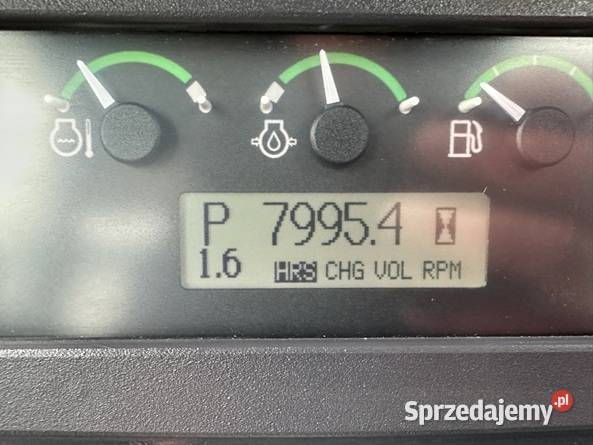 P 7995.4
1.6 HRS CHG VOL RPM
Sprzedajemy.pl